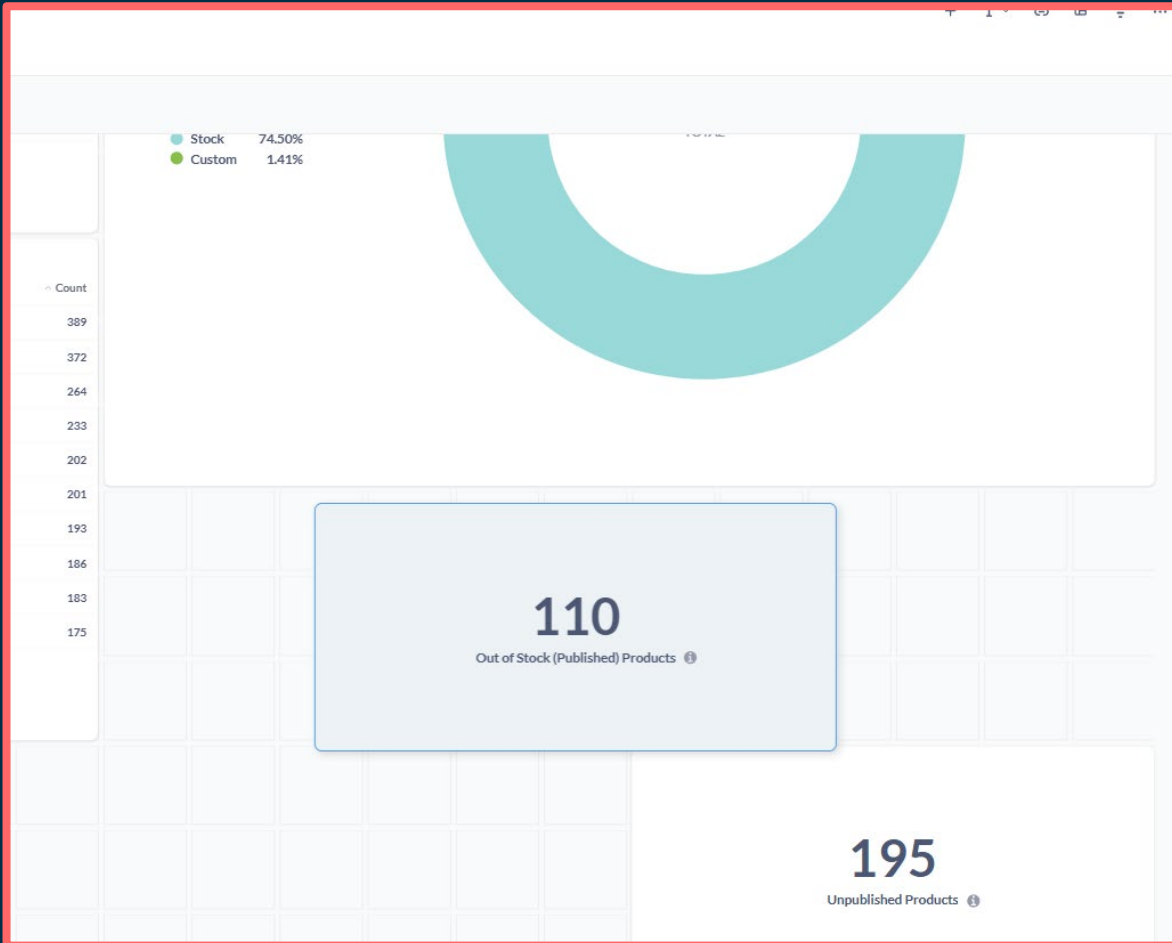 Stock 74.50%
Custom 1.41%
Count
389
372
264
233
202
201
193
186
183
175
110
Out of Stock (Published) Products
195
Unpublished Products